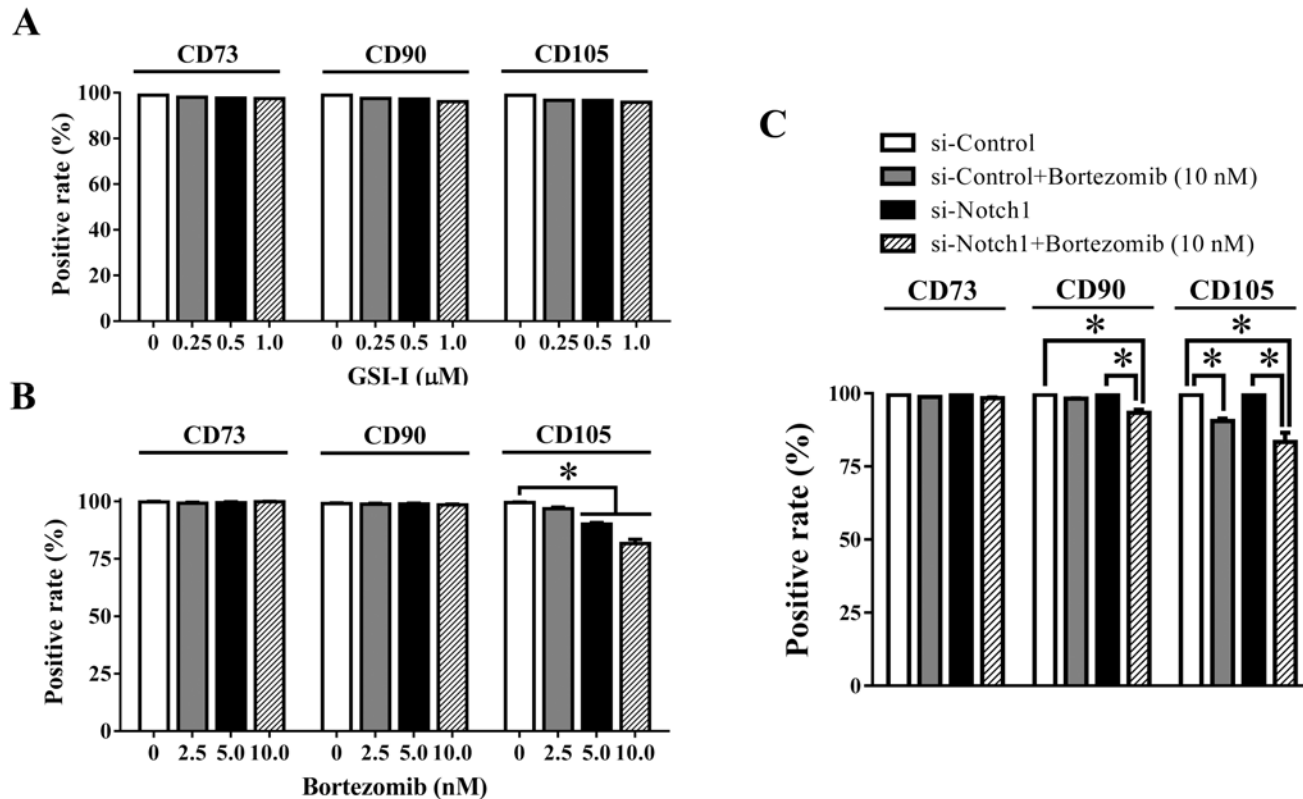 A
CD73 CD90 CD105
Positive rate (%)
100
80
60
40
20
0
0 0.25 0.5 1.0 0 0.25 0.5 1.0 0 0.25 0.5 1.0
GSI-I (μM)
B
CD73 CD90 CD105
*
Positive rate (%)
100
75
50
25
0
0 2.5 5.0 10.0 0 2.5 5.0 10.0 0 2.5 5.0 10.0
Bortezomib (nM)
C
si-Control
si-Control+Bortezomib (10 nM)
si-Notch1
si-Notch1+Bortezomib (10 nM)
CD73 CD90 CD105
* *
* * *
Positive rate (%)
100
75
50
25
0